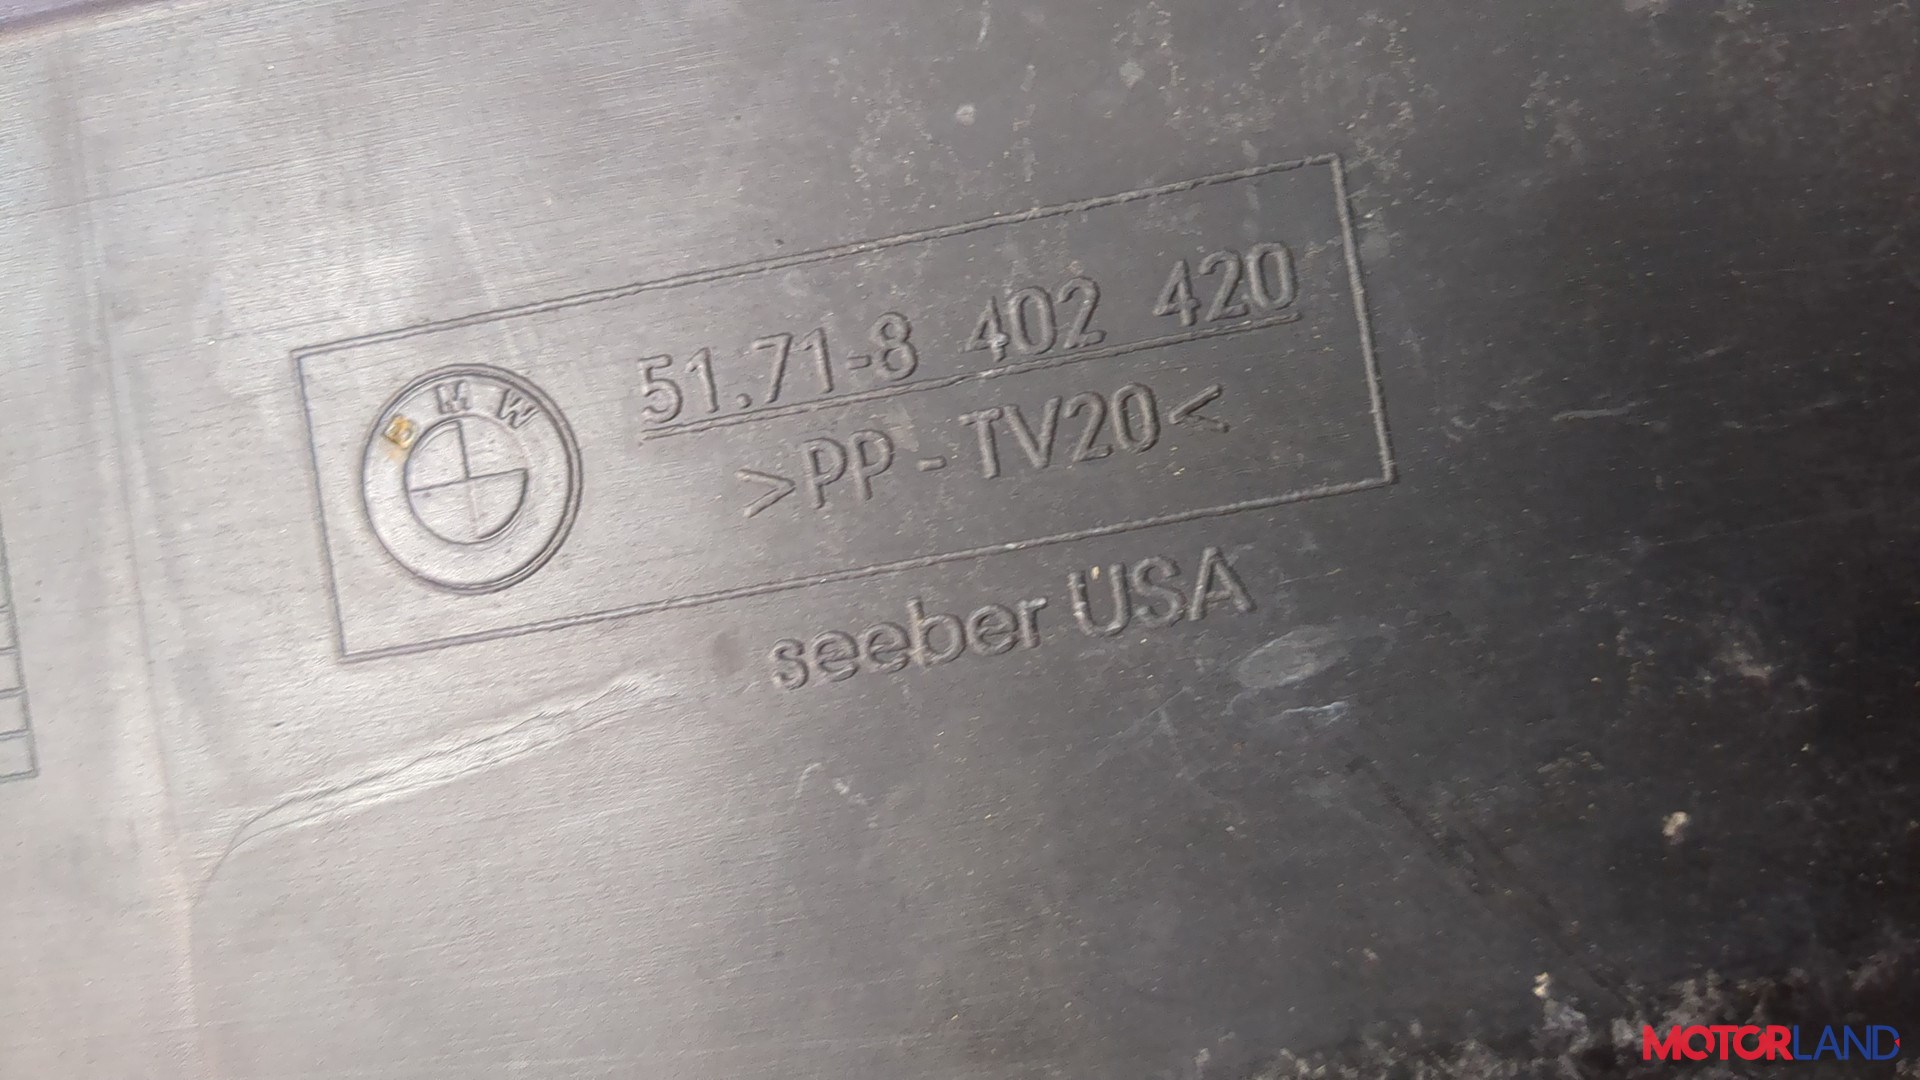 BMW
51.71-8 402 420
>PP-TV20<
seeber USA
MOTORLAND